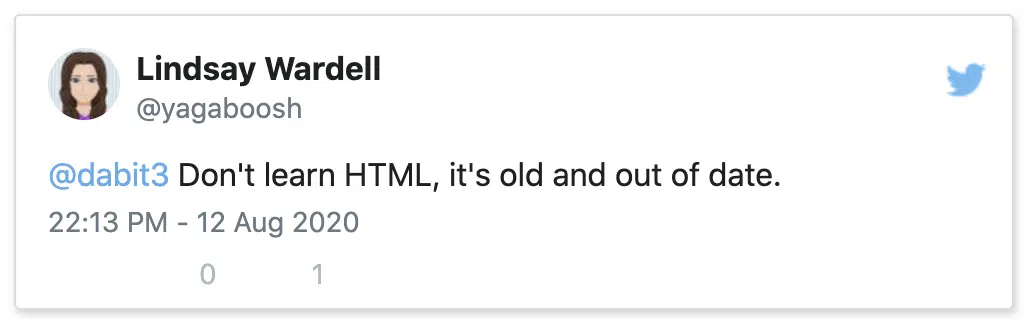 Lindsay Wardell
@yagaboosh
@dabit3 Don't learn HTML, it's old and out of date.
22:13 PM - 12 Aug 2020
0 1